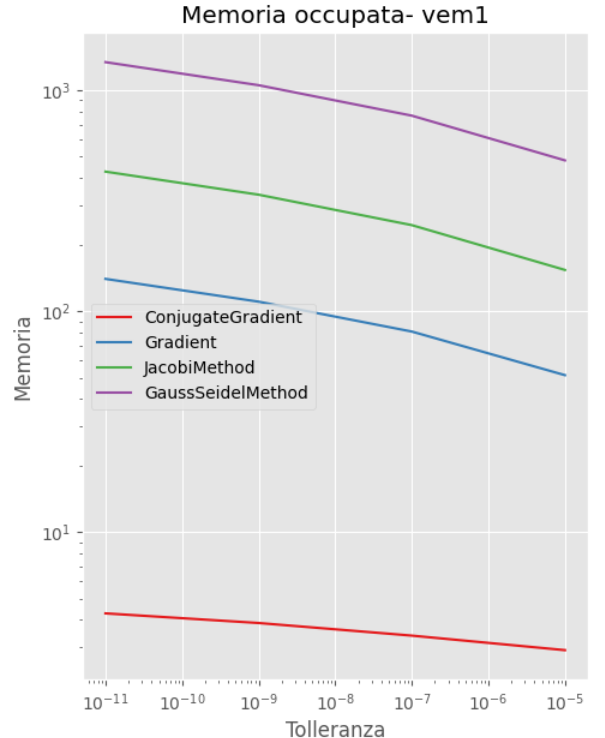 Memoria occupata- vem1
Memoria
10³
10²
10¹
ConjugateGradient
Gradient
JacobiMethod
GaussSeidelMethod
10⁻¹¹ 10⁻¹⁰ 10⁻⁹ 10⁻⁸ 10⁻⁷ 10⁻⁶ 10⁻⁵
Tolleranza